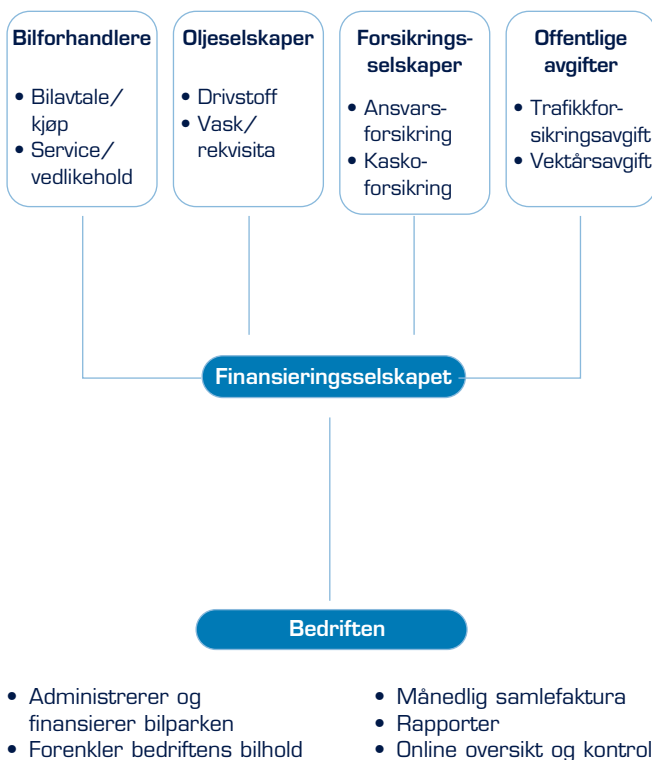 Bilforhandlere
• Bilavtale/
kjøp
• Service/
vedlikehold
Oljeselskaper
• Drivstoff
• Vask/
rekvisita
Forsikrings-
selskaper
• Ansvars-
forsikring
• Kasko-
forsikring
Offentlige
avgifter
• Trafikkfor-
sikringsavgift
• Vektårsavgift
Finansieringsselskapet
Bedriften
• Administrerer og
finansierer bilparken
• Forenkler bedriftens bilhold
• Månedlig samlefaktura
• Rapporter
• Online oversikt og kontrol